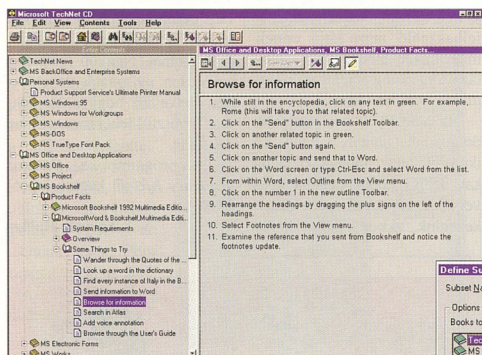 Microsoft TechNet CD
File Edit View Contents Tools Help
Entire Contents
MS Office and Desktop Applications, MS Bookshelf, Product Facts...
TechNet News
MS BackOffice and Enterprise Systems
Personal Systems
Product Support Service's Ultimate Printer Manual
MS Windows 95
MS Windows for Workgroups
MS Windows
MS-DOS
MS TrueType Font Pack
MS Office and Desktop Applications
MS Office
MS Project
MS Bookshelf
Product Facts
Microsoft Bookshelf 1992 Multimedia Editio...
MicrosoftWord & Bookshelf,Multimedia Editi...
System Requirements
Overview
Some Things to Try
Wander through the Quotes of the ...
Look up a word in the dictionary
Find every instance of Italy in the B...
Send information to Word
Browse for information
Search in Atlas
Add voice annotation
Browse through the User's Guide
MS Electronic Forms
MS Works
Browse for information
1. While still in the encyclopedia, click on any text in green. For example,
Rome (this will take you to that related topic).
2. Click on the "Send" button in the Bookshelf Toolbar.
3. Click on another related topic in green.
4. Click on the "Send" button again.
5. Click on another topic and send that to Word.
6. Click on the Word screen or type Ctrl-Esc and select Word from the list.
7. From within Word, select Outline from the View menu.
8. Click on the number 1 in the new outline Toolbar.
9. Rearrange the headings by dragging the plus signs on the left of the
headings.
10. Select Footnotes from the View menu.
11. Examine the reference that you sent from Bookshelf and notice the
footnotes update.
Define Su
Subset Na
Options
Books to
Tec
MS